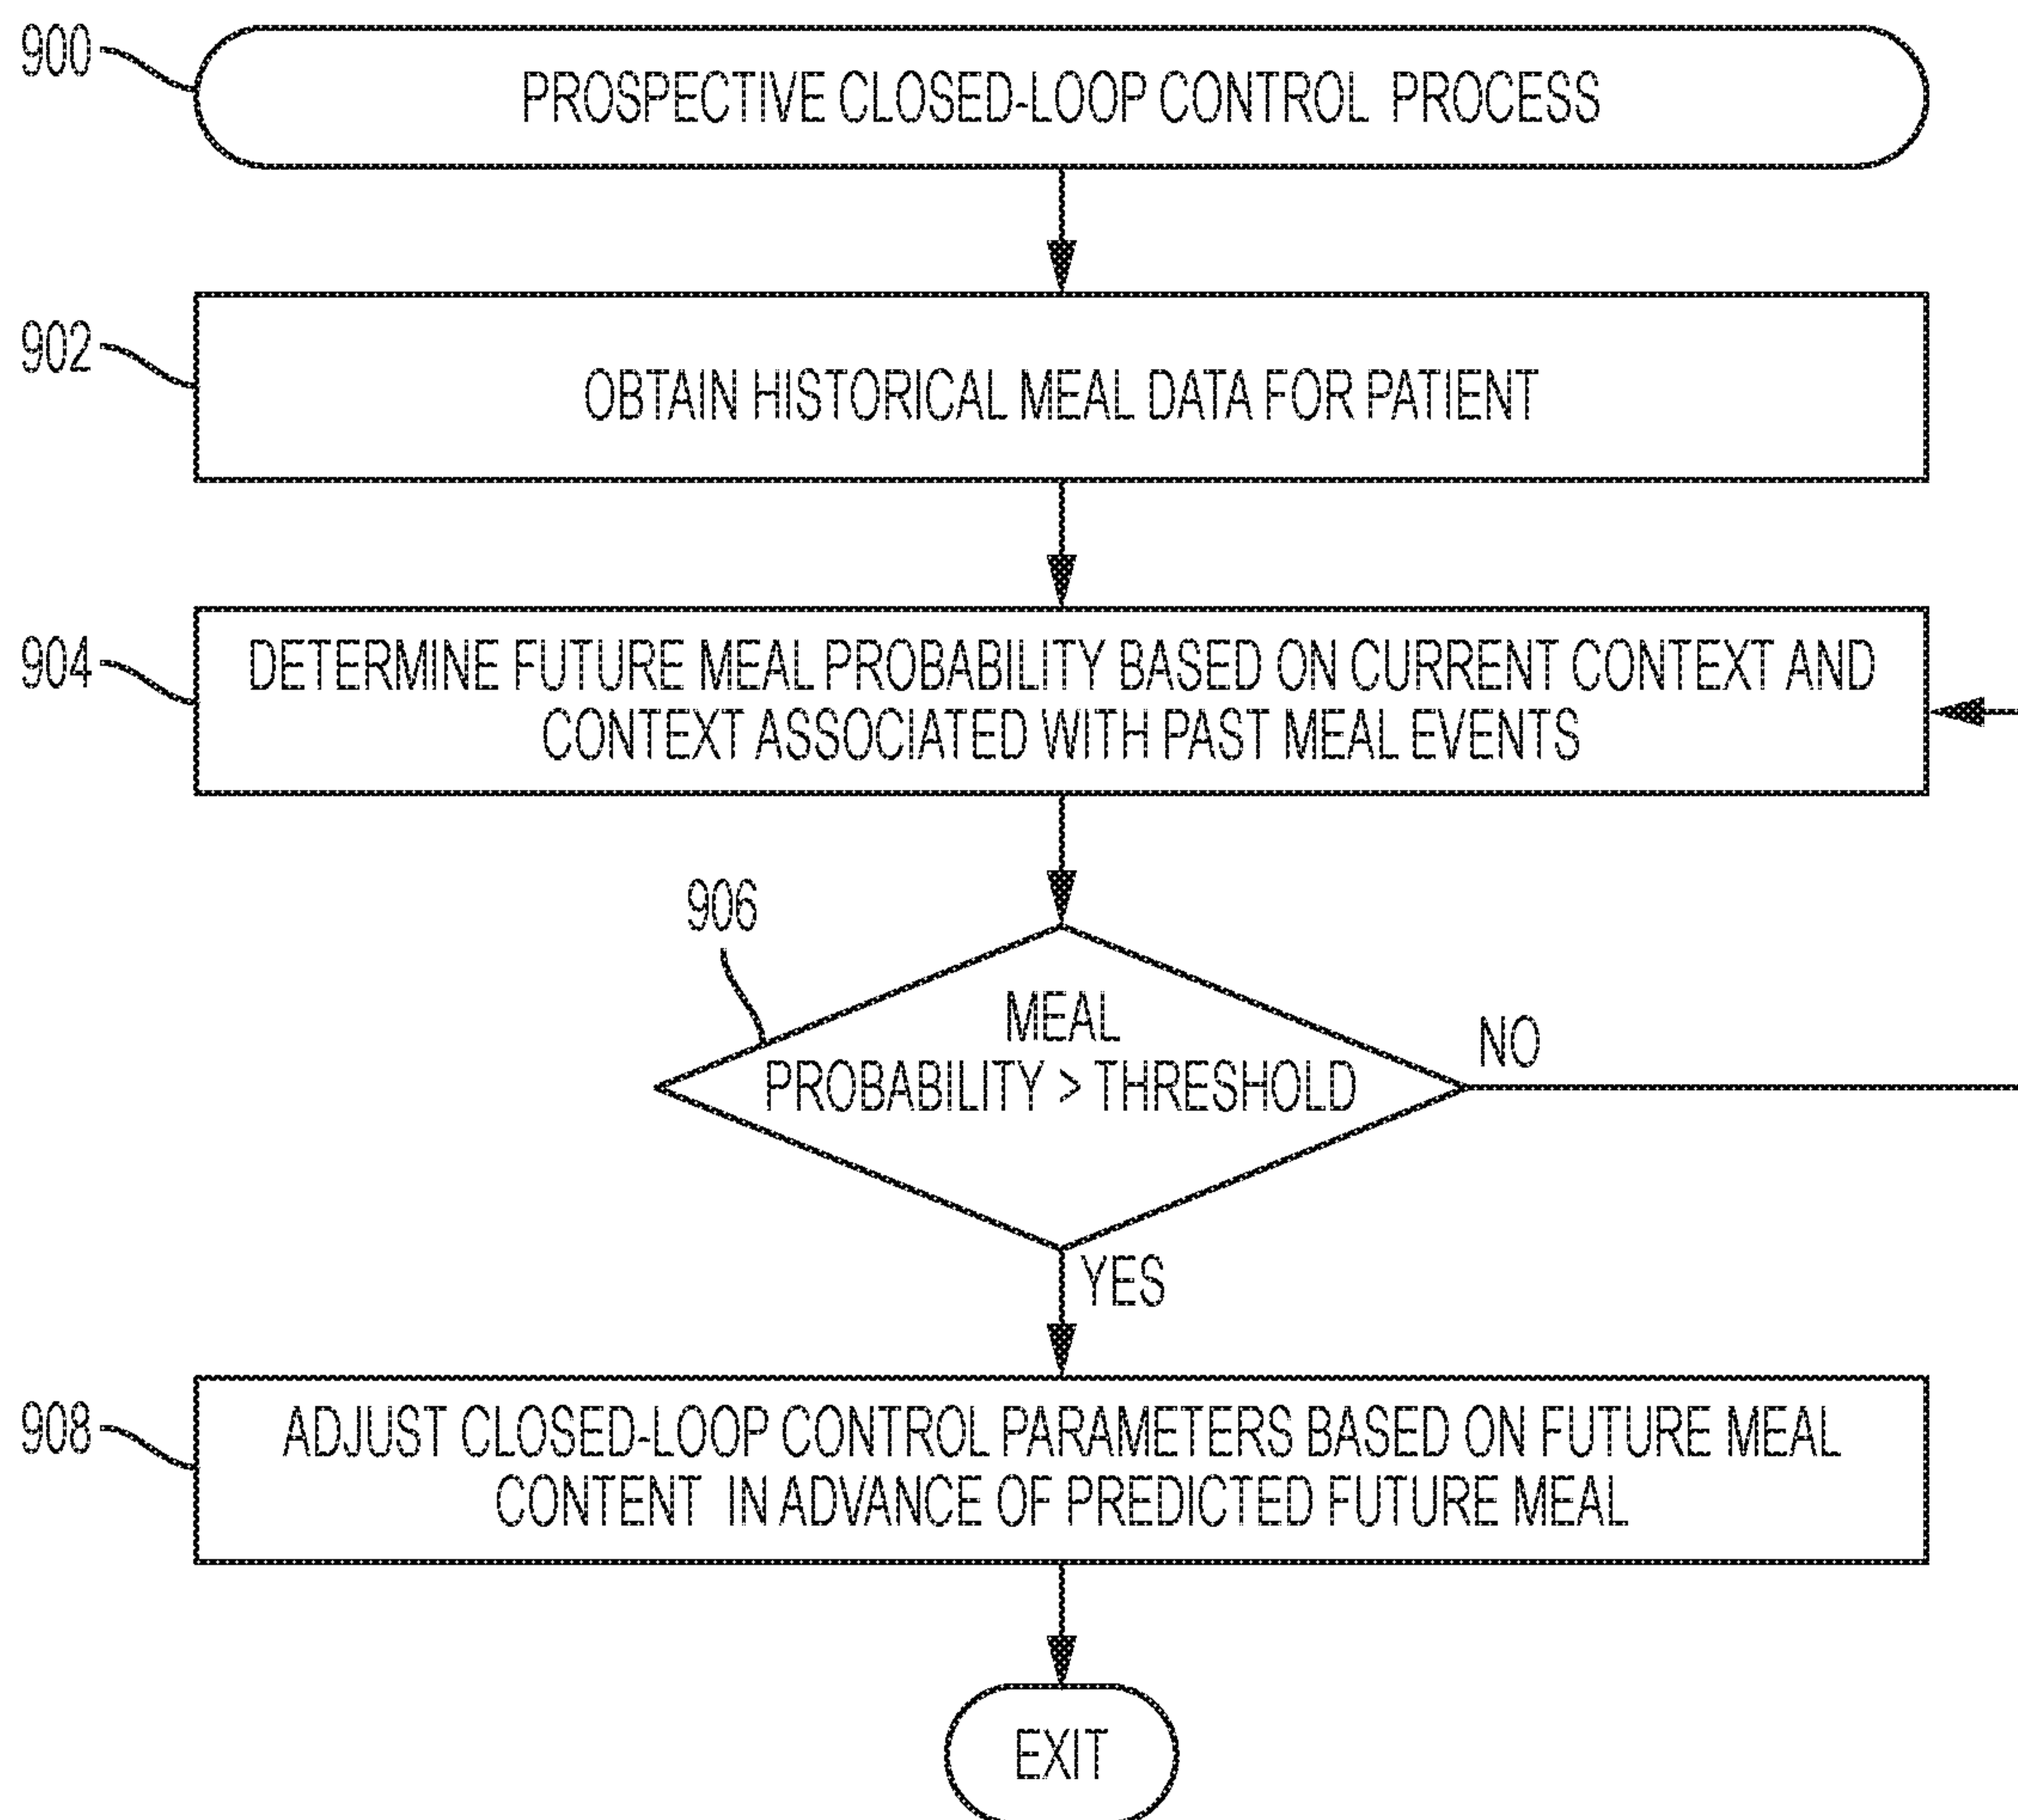 900
PROSPECTIVE CLOSED-LOOP CONTROL PROCESS
902
OBTAIN HISTORICAL MEAL DATA FOR PATIENT
904
DETERMINE FUTURE MEAL PROBABILITY BASED ON CURRENT CONTEXT AND
CONTEXT ASSOCIATED WITH PAST MEAL EVENTS
906
MEAL
PROBABILITY > THRESHOLD
NO
YES
908
ADJUST CLOSED-LOOP CONTROL PARAMETERS BASED ON FUTURE MEAL
CONTENT IN ADVANCE OF PREDICTED FUTURE MEAL
EXIT